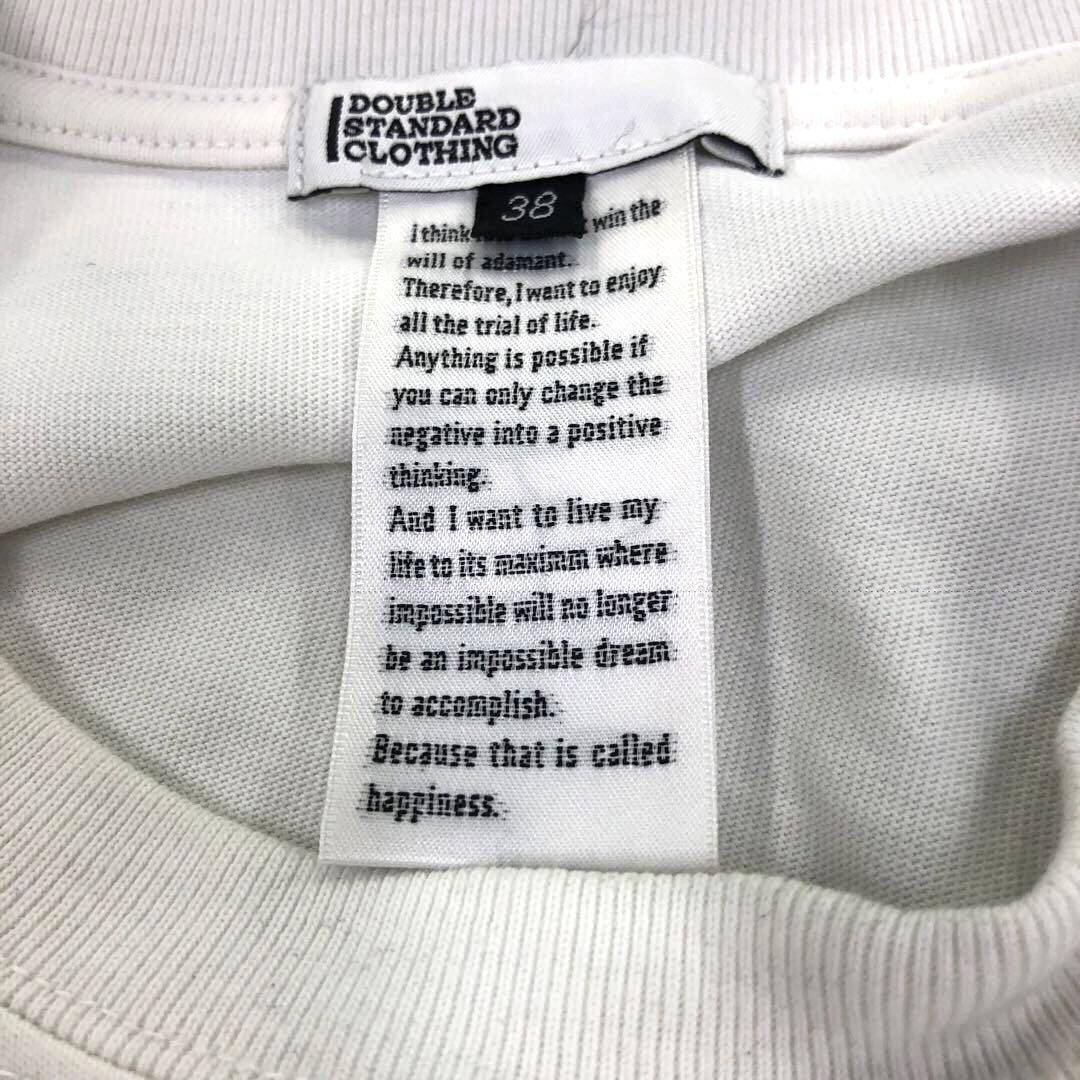 DOUBLE
STANDARD
CLOTHING
38
I think win the
will of adamant.
Therefore, I want to enjoy
all the trial of life.
Anything is possible if
you can only change the
negative into a positive
thinking.
And I want to live my
life to its maximm where
impossible will no longer
be an impossible dream
to accomplish.
Because that is called
happiness.